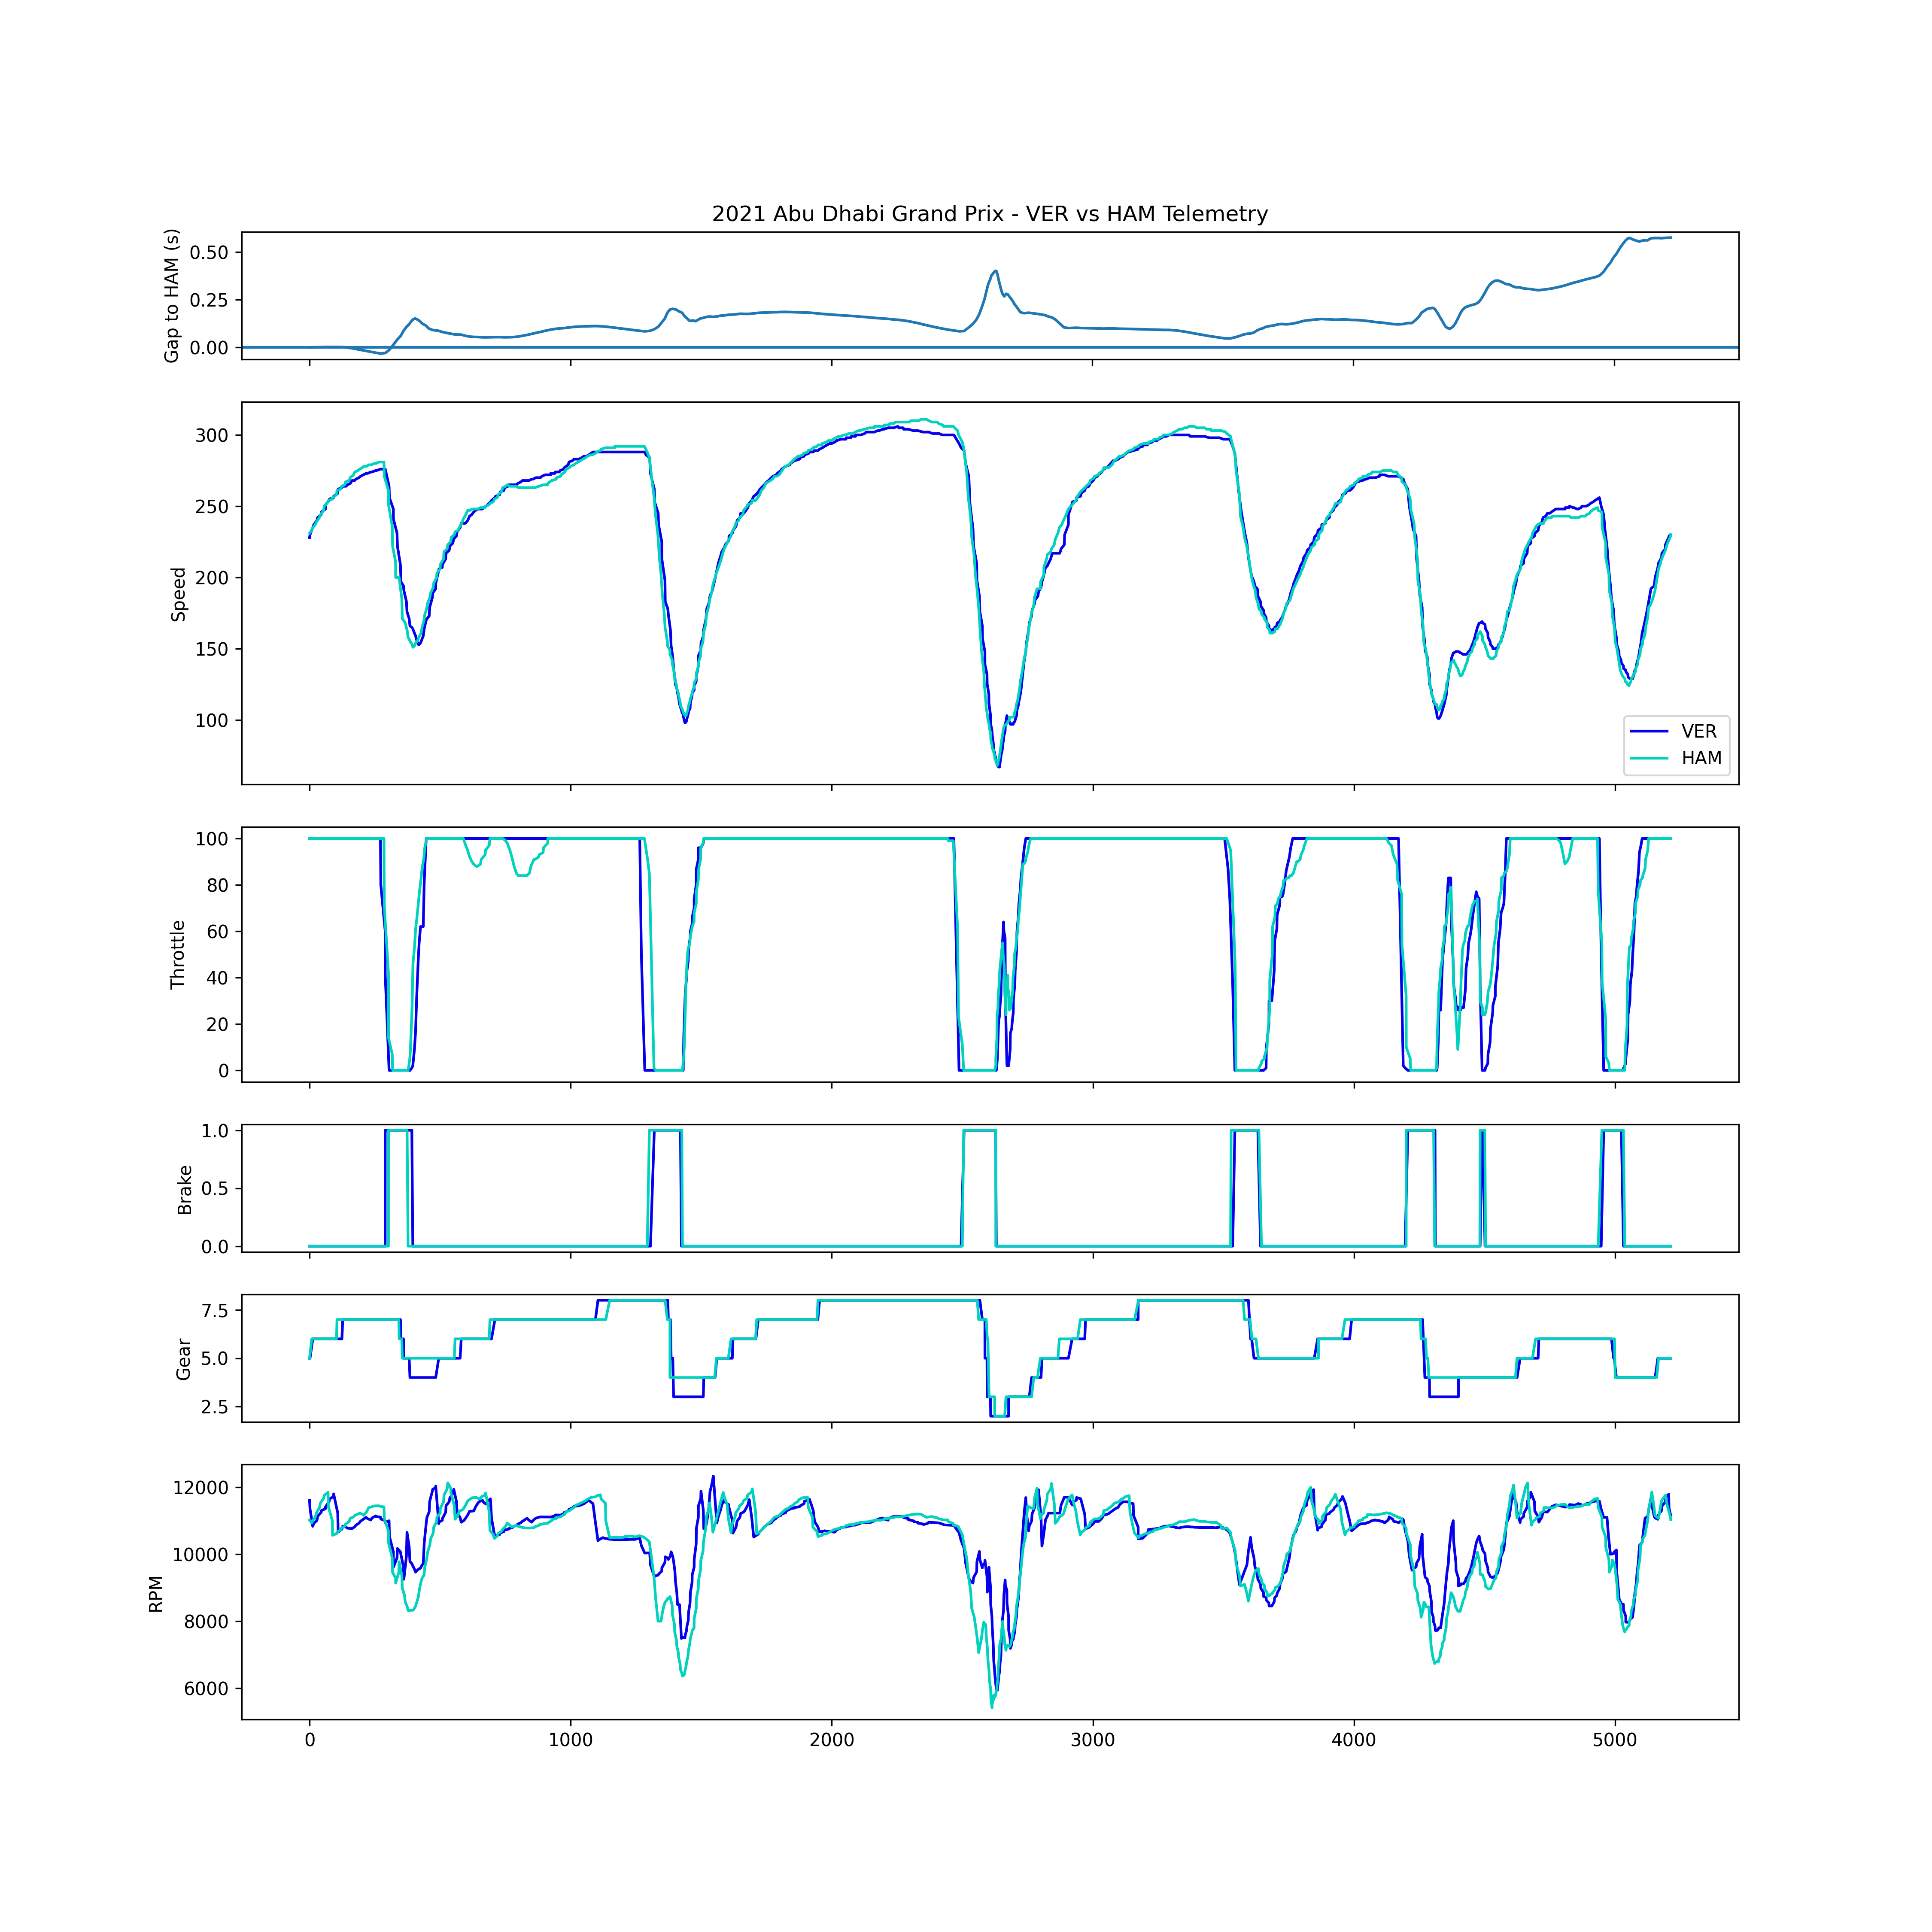 2021 Abu Dhabi Grand Prix - VER vs HAM Telemetry
Gap to HAM (s)
0.50
0.25
0.00
Speed
300
250
200
150
100
VER
HAM
Throttle
100
80
60
40
20
0
Brake
1.0
0.5
0.0
Gear
7.5
5.0
2.5
RPM
12000
10000
8000
6000
0 1000 2000 3000 4000 5000